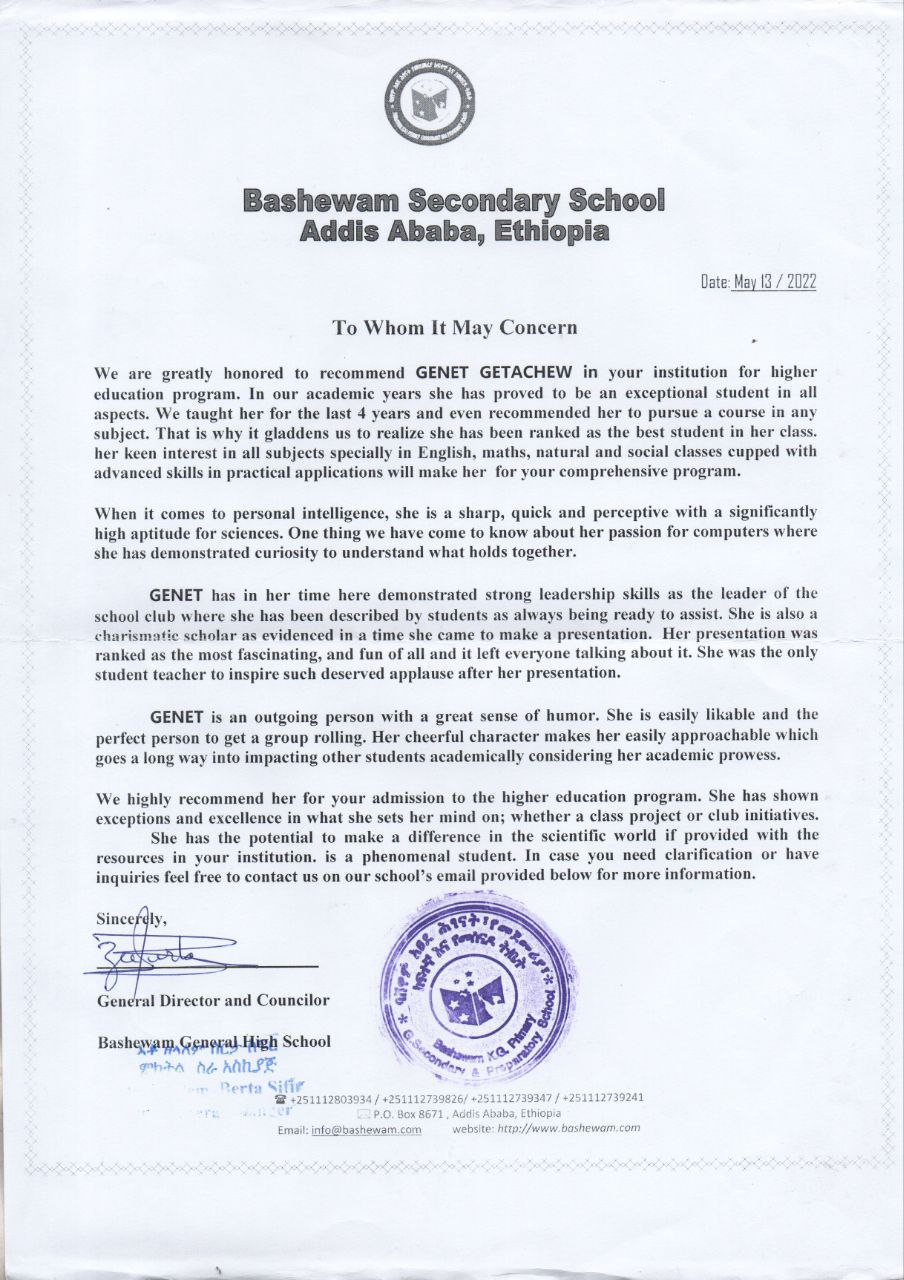 Bashewam Secondary School
Addis Ababa, Ethiopia
Date: May 13 / 2022
To Whom It May Concern
We are greatly honored to recommend GENET GETACHEW in your institution for higher
education program. In our academic years she has proved to be an exceptional student in all
aspects. We taught her for the last 4 years and even recommended her to pursue a course in any
subject. That is why it gladdens us to realize she has been ranked as the best student in her class.
her keen interest in all subjects specially in English, maths, natural and social classes cupped with
advanced skills in practical applications will make her for your comprehensive program.
When it comes to personal intelligence, she is a sharp, quick and perceptive with a significantly
high aptitude for sciences. One thing we have come to know about her passion for computers where
she has demonstrated curiosity to understand what holds together.
GENET has in her time here demonstrated strong leadership skills as the leader of the
school club where she has been described by students as always being ready to assist. She is also a
charismatic scholar as evidenced in a time she came to make a presentation. Her presentation was
ranked as the most fascinating, and fun of all and it left everyone talking about it. She was the only
student teacher to inspire such deserved applause after her presentation.
GENET is an outgoing person with a great sense of humor. She is easily likable and the
perfect person to get a group rolling. Her cheerful character makes her easily approachable which
goes a long way into impacting other students academically considering her academic prowess.
We highly recommend her for your admission to the higher education program. She has shown
exceptions and excellence in what she sets her mind on; whether a class project or club initiatives.
She has the potential to make a difference in the scientific world if provided with the
resources in your institution. is a phenomenal student. In case you need clarification or have
inquiries feel free to contact us on our school's email provided below for more information.
Sincerely,
General Director and Councilor
Bashewam General High School
ምክትል ስራ አስኪያጅ
Berta Sifir
ባሸዋም አፀደ ሕፃናት፣ የመጀመሪያ፣
ከፍተኛ እና የመሰናዶ ት/ቤት
Bashewam K.G, Primary
Secondary & Preparatory School
+251112803934 / +251112739826/ +251112739347 / +251112739241
P.O. Box 8671 , Addis Ababa, Ethiopia
Email: info@bashewam.com website: http://www.bashewam.com